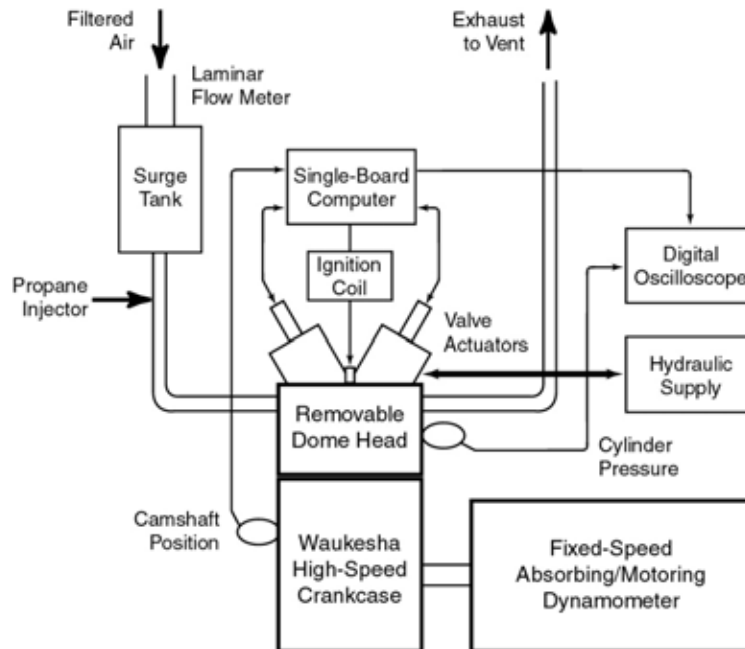 Filtered
Air
Exhaust
to Vent
Laminar
Flow Meter
Surge
Tank
Single-Board
Computer
Ignition
Coil
Digital
Oscilloscope
Propane
Injector
Valve
Actuators
Hydraulic
Supply
Removable
Dome Head
Cylinder
Pressure
Camshaft
Position
Waukesha
High-Speed
Crankcase
Fixed-Speed
Absorbing/Motoring
Dynamometer